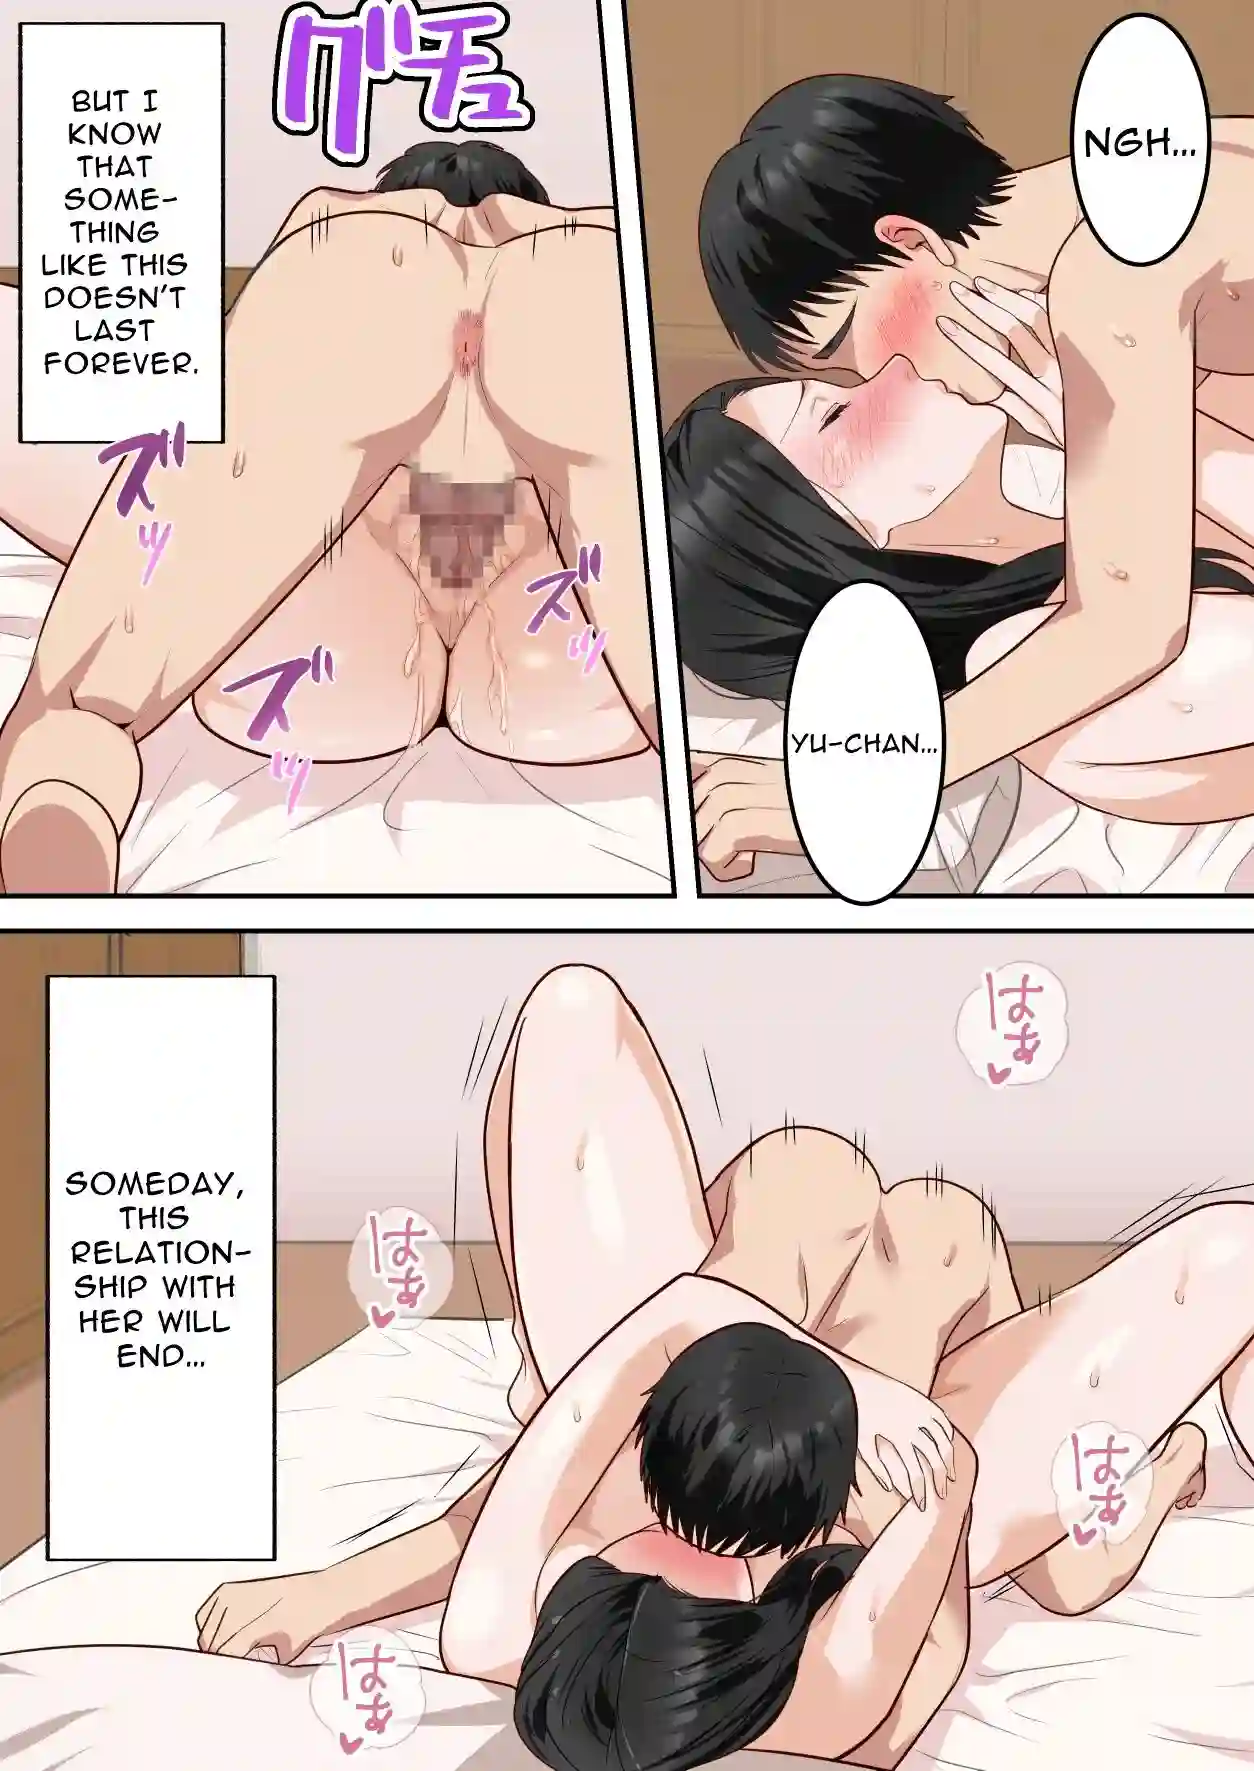 NGH...
YU-CHAN...
グチュ
BUT I
KNOW
THAT
SOME-
THING
LIKE THIS
DOESN'T
LAST
FOREVER.
ズッ
ズッ
ズッ
はぁ
SOMEDAY,
THIS
RELATION-
SHIP WITH
HER WILL
END...
はぁ
はぁ
はぁ